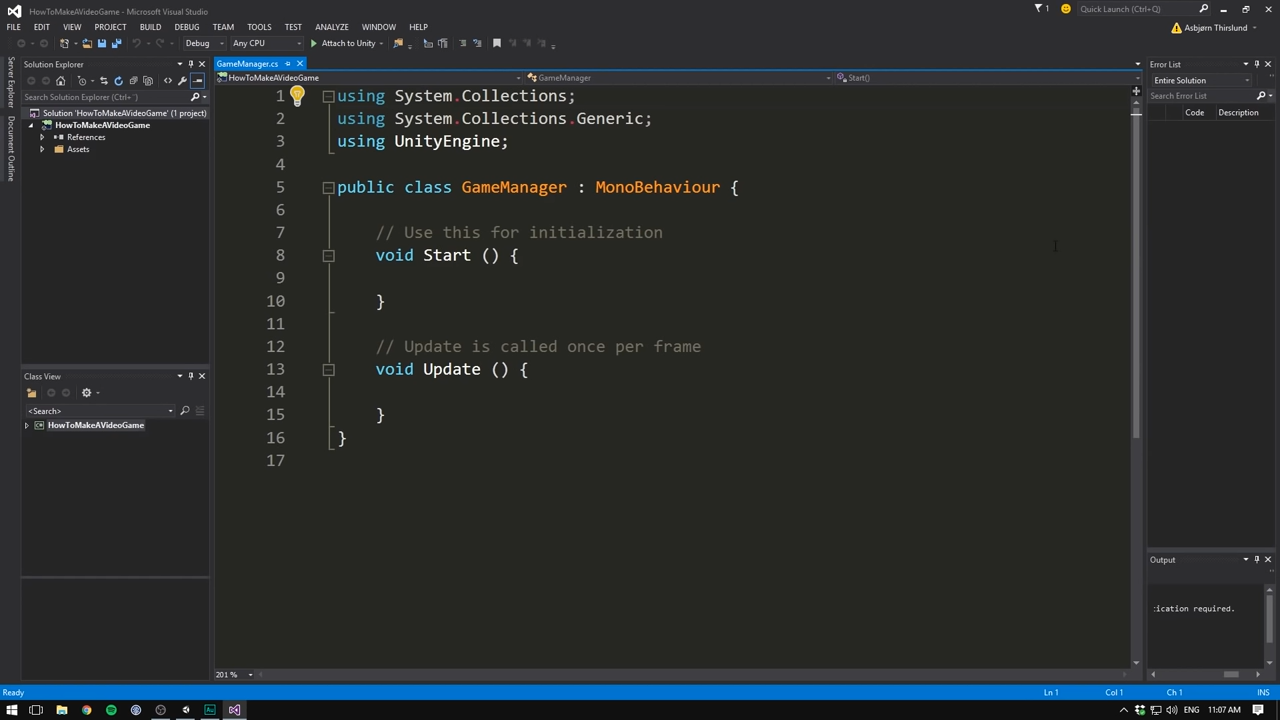 HowToMakeAVideoGame - Microsoft Visual Studio
1
Quick Launch (Ctrl+Q)
FILE EDIT VIEW PROJECT BUILD DEBUG TEAM TOOLS TEST ANALYZE WINDOW HELP
Asbjørn Thirslund
Debug Any CPU Attach to Unity
Server Explorer
Document Outline
Solution Explorer
Search Solution Explorer (Ctrl+')
Solution 'HowToMakeAVideoGame' (1 project)
HowToMakeAVideoGame
References
Assets
Class View
<Search>
HowToMakeAVideoGame
GameManager.cs
HowToMakeAVideoGame GameManager Start()
1 using System.Collections;
2 using System.Collections.Generic;
3 using UnityEngine;
4
5 public class GameManager : MonoBehaviour {
6
7 // Use this for initialization
8 void Start () {
9
10 }
11
12 // Update is called once per frame
13 void Update () {
14
15 }
16 }
17
201 %
Error List
Entire Solution
Search Error List
Code Description
Output
ication required.
Ready Ln 1 Col 1 Ch 1 INS
ENG 11:07 AM